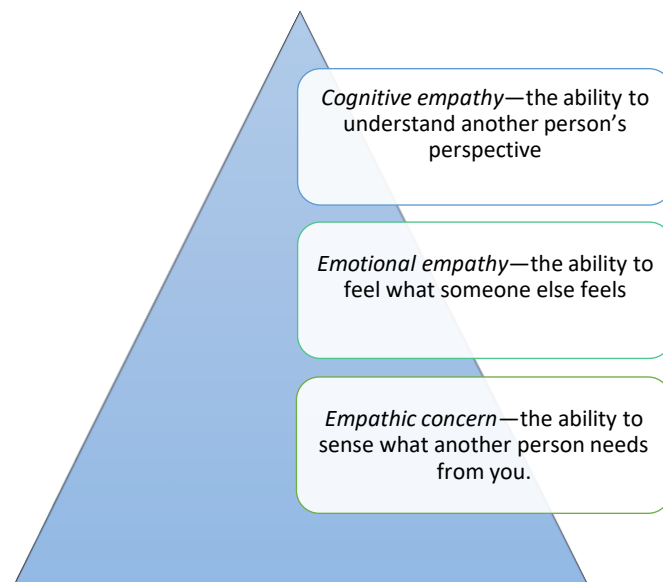 Cognitive empathy—the ability to
understand another person's
perspective
Emotional empathy—the ability to
feel what someone else feels
Empathic concern—the ability to
sense what another person needs
from you.